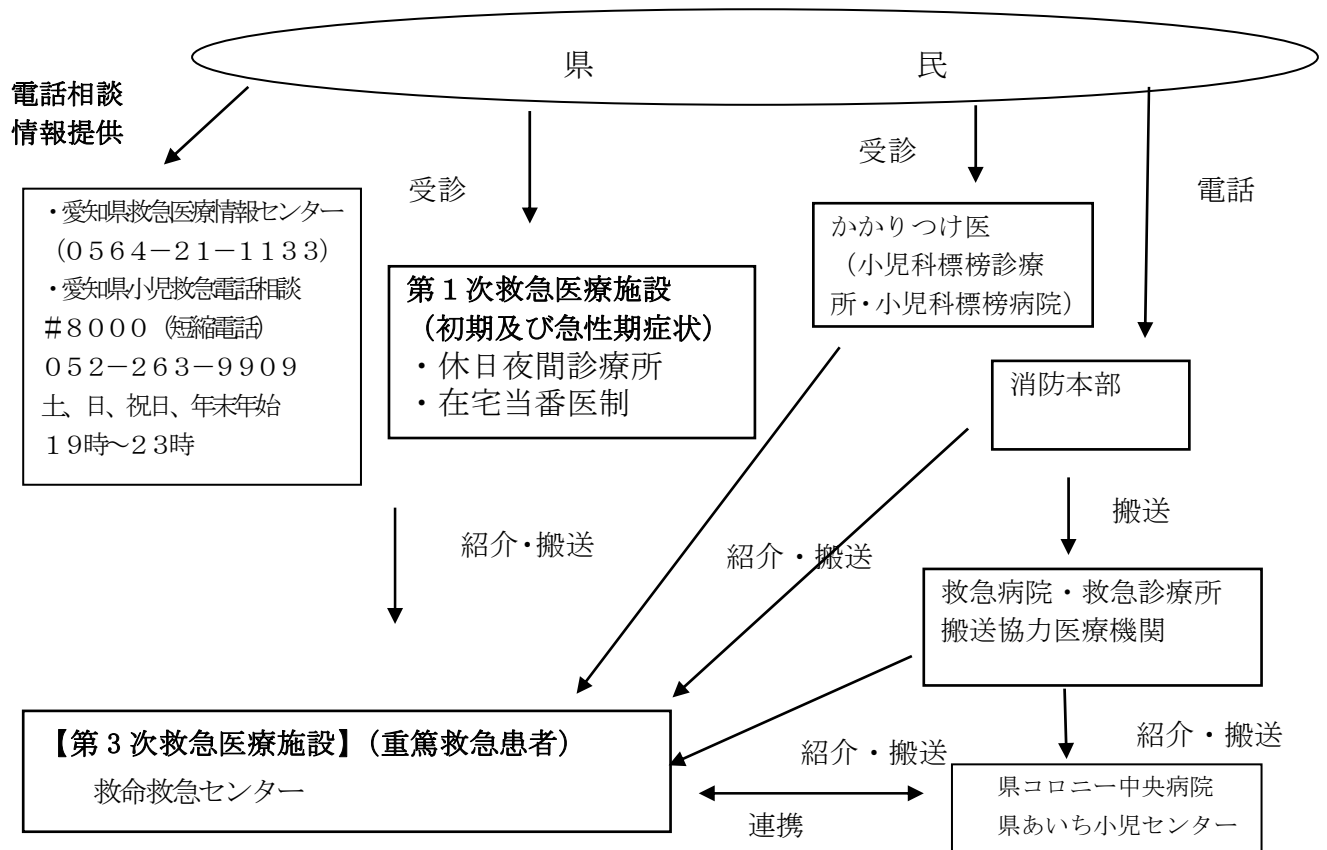 県　民
電話相談
情報提供
受診
受診
電話
・愛知県救急医療情報センター
（０５６４－２１－１１３３）
・愛知県小児救急電話相談
＃８０００（短縮電話）
０５２－２６３－９９０９
土、日、祝日、年末年始
１９時～２３時
第１次救急医療施設
（初期及び急性期症状）
・休日夜間診療所
・在宅当番医制
かかりつけ医
（小児科標榜診療
所・小児科標榜病院）
消防本部
搬送
紹介・搬送
紹介・搬送
救急病院・救急診療所
搬送協力医療機関
【第３次救急医療施設】（重篤救急患者）
救命救急センター
紹介・搬送
紹介・搬送
連携
県コロニー中央病院
県あいち小児センター